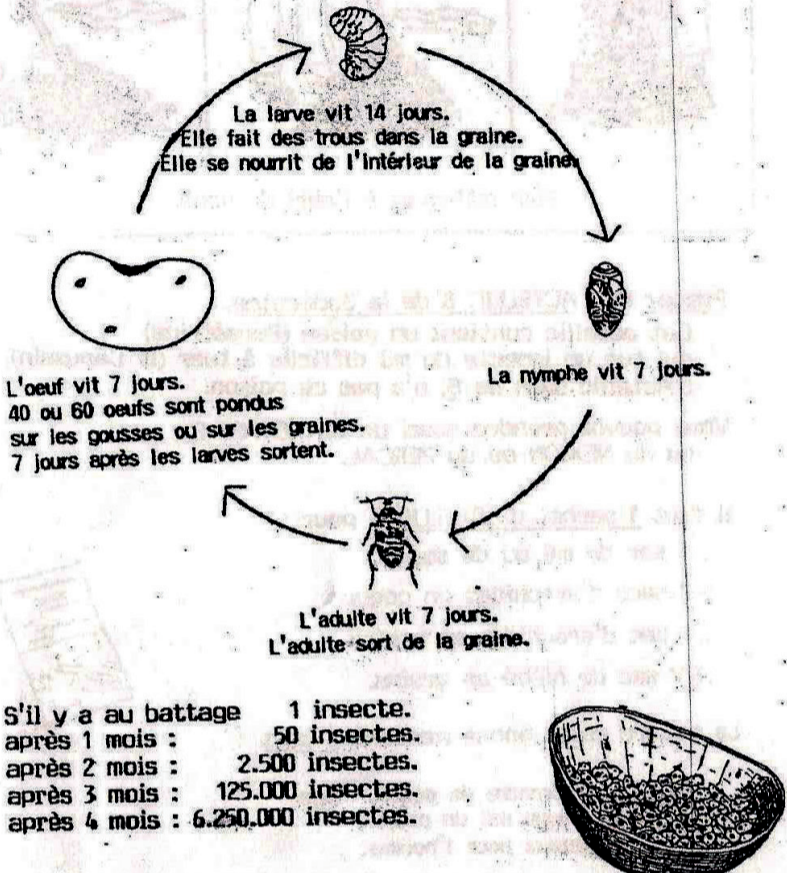 La larve vit 14 jours.
Elle fait des trous dans la graine.
Elle se nourrit de l'intérieur de la graine.
L'oeuf vit 7 jours.
40 ou 60 oeufs sont pondus
sur les gousses ou sur les graines.
7 jours après les larves sortent.
La nymphe vit 7 jours.
L'adulte vit 7 jours.
L'adulte sort de la graine.
S'il y a au battage 1 insecte.
après 1 mois : 50 insectes.
après 2 mois : 2.500 insectes.
après 3 mois : 125.000 insectes.
après 4 mois : 6.250.000 insectes.